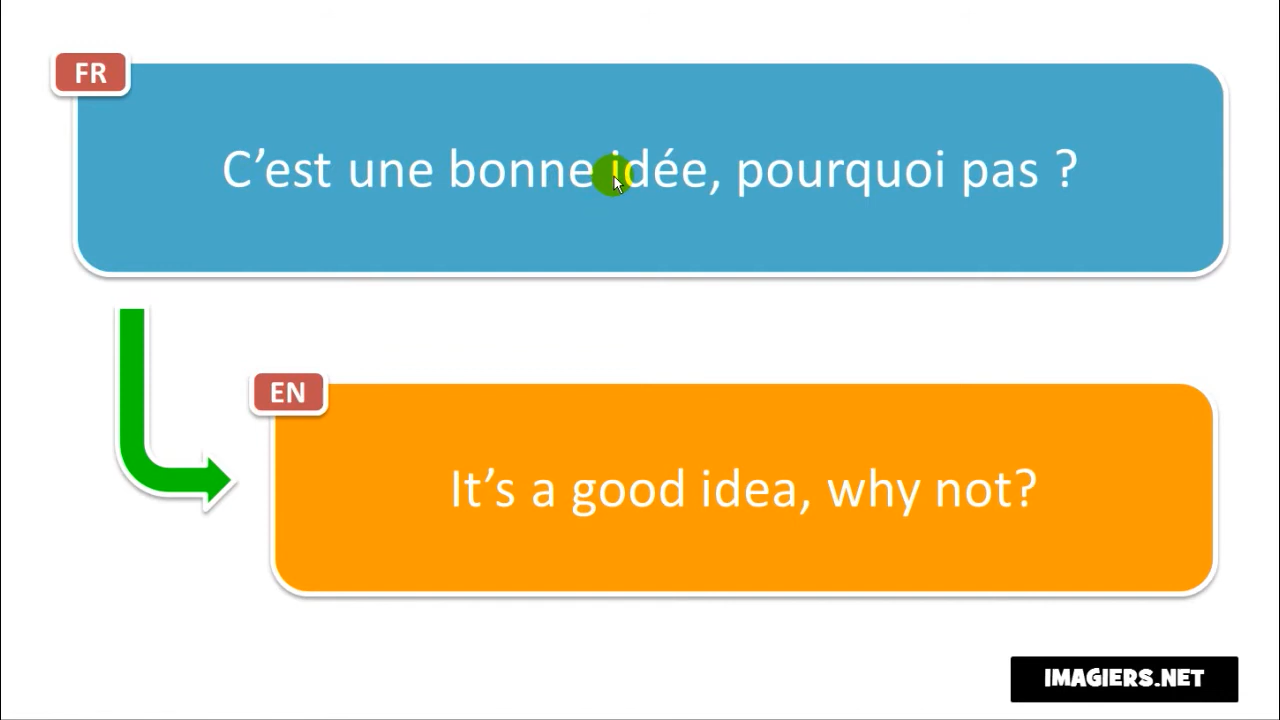 FR
C’est une bonne idée, pourquoi pas ?
EN
It’s a good idea, why not?
IMAGIERS.NET